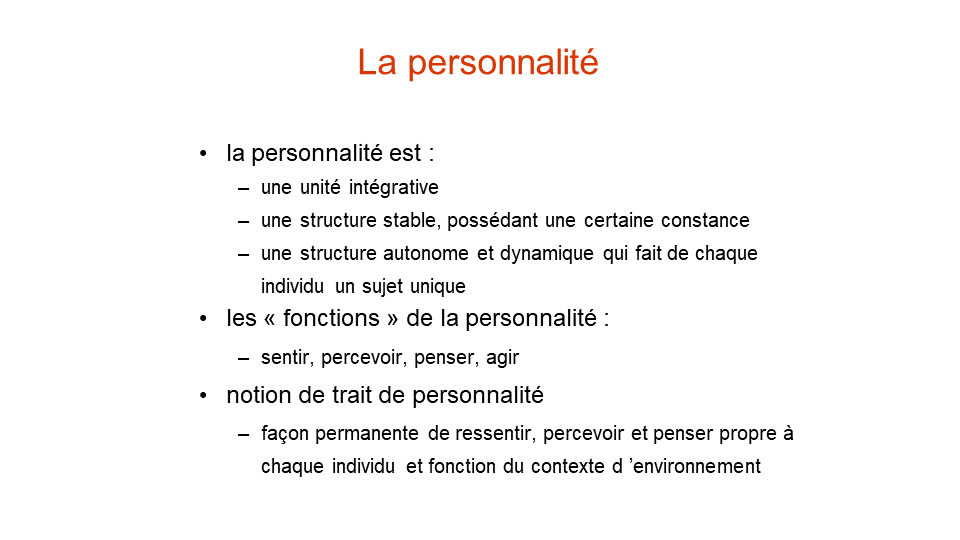 La personnalité
• la personnalité est :
– une unité intégrative
– une structure stable, possédant une certaine constance
– une structure autonome et dynamique qui fait de chaque
individu un sujet unique
• les « fonctions » de la personnalité :
– sentir, percevoir, penser, agir
• notion de trait de personnalité
– façon permanente de ressentir, percevoir et penser propre à
chaque individu et fonction du contexte d ’environnement